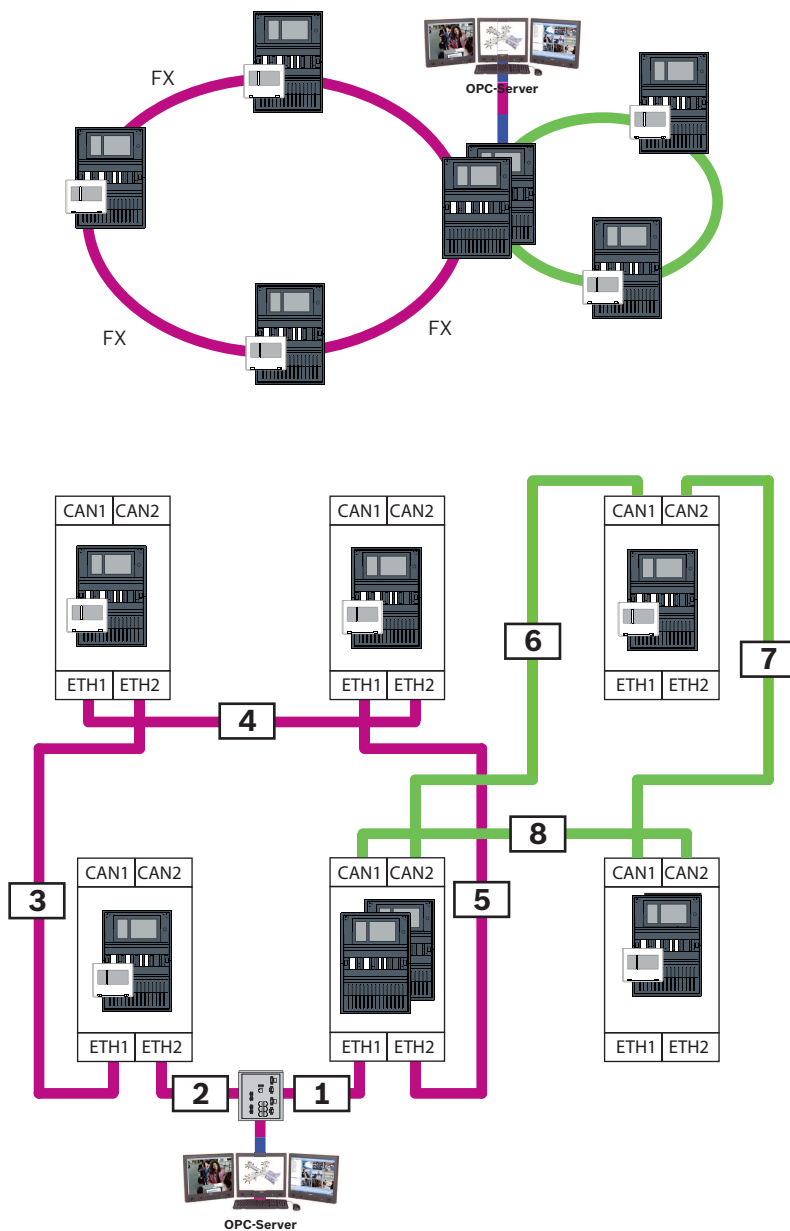 FX
OPC-Server
FX
FX
CAN1 CAN2
CAN1 CAN2
CAN1 CAN2
6
7
ETH1 ETH2
ETH1 ETH2
ETH1 ETH2
4
8
CAN1 CAN2
CAN1 CAN2
CAN1 CAN2
3
5
ETH1 ETH2
ETH1 ETH2
ETH1 ETH2
2
1
OPC-Server